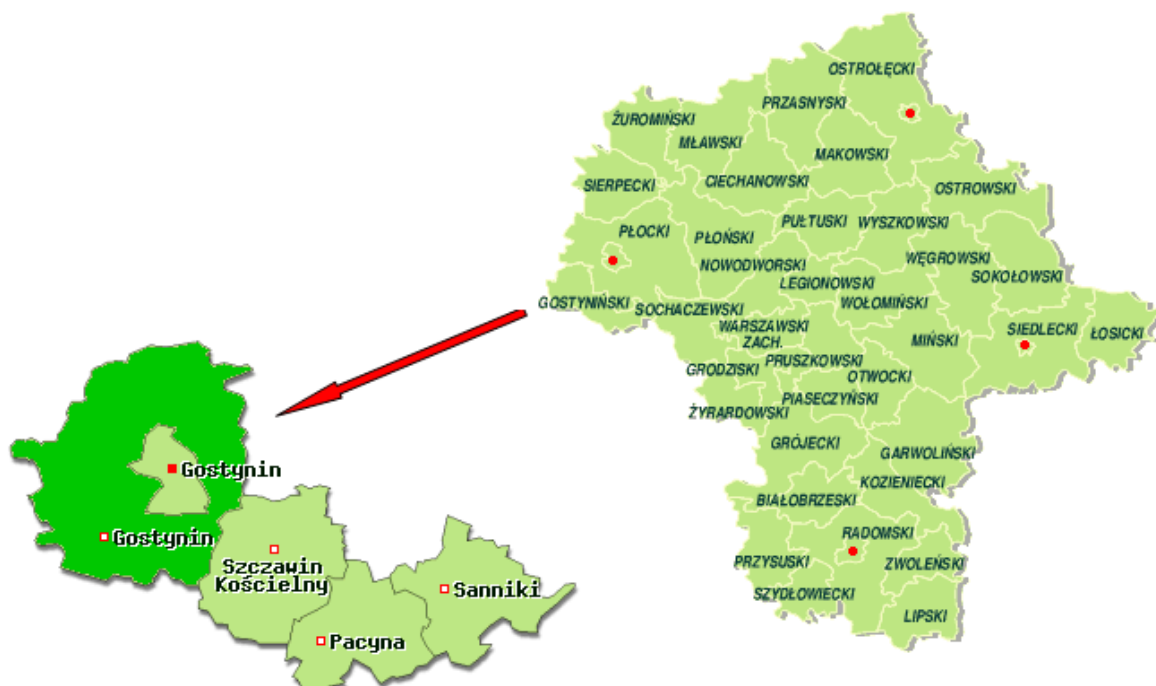 OSTROŁĘCKI
PRZASNYSKI
ŻUROMIŃSKI
MŁAWSKI
MAKOWSKI
CIECHANOWSKI
SIERPECKI
OSTROWSKI
PUŁTUSKI
WYSZKOWSKI
PŁOCKI
PŁOŃSKI
WĘGROWSKI
NOWODWORSKI
SOKOŁOWSKI
LEGIONOWSKI
GOSTYNIŃSKI
SOCHACZEWSKI
WOŁOMIŃSKI
WARSZAWSKI
ZACH.
SIEDLECKI
ŁOSICKI
MIŃSKI
PRUSZKOWSKI
GRODZISKI
OTWOCKI
PIASECZYŃSKI
ŻYRARDOWSKI
GRÓJECKI
GARWOLIŃSKI
KOZIENIECKI
BIAŁOBRZESKI
RADOMSKI
PRZYSUSKI
ZWOLEŃSKI
SZYDŁOWIECKI
LIPSKI
Gostynin
Gostynin
Szczawin
Kościelny
Sanniki
Pacyna